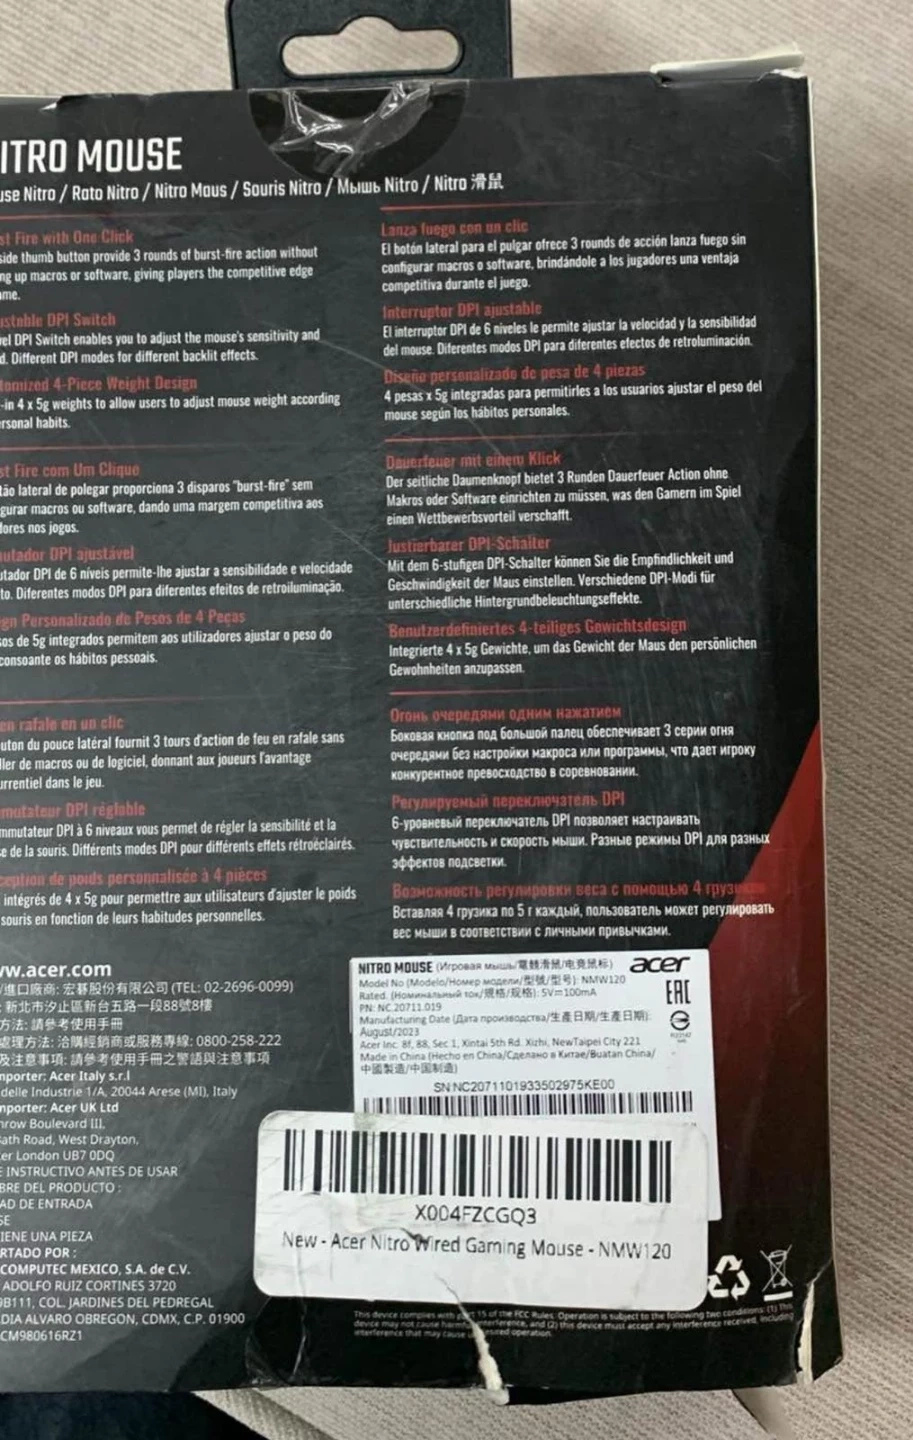 ITRO MOUSE
use Nitro / Rato Nitro / Nitro Maus / Souris Nitro / Мышь Nitro / Nitro 滑鼠
st Fire with One Click
side thumb button provide 3 rounds of burst-fire action without
ng up macros or software, giving players the competitive edge
ame.
ustable DPI Switch
vel DPI Switch enables you to adjust the mouse's sensitivity and
d. Different DPI modes for different backlit effects.
tomized 4-Piece Weight Design
-in 4 x 5g weights to allow users to adjust mouse weight according
rsonal habits.
st Fire com Um Clique
tão lateral de polegar proporciona 3 disparos "burst-fire" sem
gurar macros ou software, dando uma margem competitiva aos
dores nos jogos.
utador DPI ajustável
utador DPI de 6 níveis permite-lhe ajustar a sensibilidade e velocidade
to. Diferentes modos DPI para diferentes efeitos de retroiluminação.
gn Personalizado de Pesos de 4 Peças
sos de 5g integrados permitem aos utilizadores ajustar o peso do
consoante os hábitos pessoais.
en rafale en un clic
uton du pouce latéral fournit 3 tours d'action de feu en rafale sans
ller de macros ou de logiciel, donnant aux joueurs l'avantage
urrentiel dans le jeu.
mutateur DPI réglable
mmutateur DPI à 6 niveaux vous permet de régler la sensibilité et la
se de la souris. Différents modes DPI pour différents effets rétroéclairés.
ception de poids personnalisée à 4 pièces
intégrés de 4 x 5g pour permettre aux utilisateurs d'ajuster le poids
souris en fonction de leurs habitudes personnelles.
Lanza fuego con un clic
El botón lateral para el pulgar ofrece 3 rounds de acción lanza fuego sin
configurar macros o software, brindándole a los jugadores una ventaja
competitiva durante el juego.
Interruptor DPI ajustable
El interruptor DPI de 6 niveles le permite ajustar la velocidad y la sensibilidad
del mouse. Diferentes modos DPI para diferentes efectos de retroluminación.
Diseño personalizado de pesa de 4 piezas
4 pesas x 5g integradas para permitirles a los usuarios ajustar el peso del
mouse según los hábitos personales.
Dauerfeuer mit einem Klick
Der seitliche Daumenknopf bietet 3 Runden Dauerfeuer Action ohne
Makros oder Software einrichten zu müssen, was den Gamern im Spiel
einen Wettbewerbsvorteil verschafft.
Justierbarer DPI-Schalter
Mit dem 6-stufigen DPI-Schalter können Sie die Empfindlichkeit und
Geschwindigkeit der Maus einstellen. Verschiedene DPI-Modi für
unterschiedliche Hintergrundbeleuchtungseffekte.
Benutzerdefiniertes 4-teiliges Gewichtsdesign
Integrierte 4 x 5g Gewichte, um das Gewicht der Maus den persönlichen
Gewohnheiten anzupassen.
Огонь очередями одним нажатием
Боковая кнопка под большой палец обеспечивает 3 серии огня
очередями без настройки макроса или программы, что дает игроку
конкурентное превосходство в соревновании.
Регулируемый переключатель DPI
6-уровневый переключатель DPI позволяет настраивать
чувствительность и скорость мыши. Разные режимы DPI для разных
эффектов подсветки.
Возможность регулировки веса с помощью 4 грузиков
Вставляя 4 грузика по 5 г каждый, пользователь может регулировать
вес мыши в соответствии с личными привычками.
ww.acer.com
/進口廠商: 宏碁股份有限公司 (TEL: 02-2696-0099)
: 新北市汐止區新台五路一段88號8樓
方法: 請參考使用手冊
處理方法: 洽購經銷商或服務專線: 0800-258-222
及注意事項: 請參考使用手冊之警語與注意事項
mporter: Acer Italy s.r.l
delle Industrie 1/A, 20044 Arese (MI), Italy
mporter: Acer UK Ltd
hrow Boulevard III,
Bath Road, West Drayton,
ter London UB7 0DQ
E INSTRUCTIVO ANTES DE USAR
BRE DEL PRODUCTO :
AD DE ENTRADA
SE
IENE UNA PIEZA
RTADO POR :
COMPUTEC MEXICO, S.A. de C.V.
ADOLFO RUIZ CORTINES 3720
9B111, COL. JARDINES DEL PEDREGAL
DIA ALVARO OBREGON, CDMX, C.P. 01900
CM980616RZ1
NITRO MOUSE (Игровая мышь/電競滑鼠/电竞鼠标) acer
Model No (Modelo/Номер модели/型號/型号): NMW120
Rated. (Номинальный ток/規格/规格): 5V⎓100mA
PN: NC.20711.019
Manufacturing Date (Дата производства/生產日期/生产日期):
August/2023
Acer Inc. 8f, 88, Sec 1, Xintai 5th Rd. Xizhi, NewTaipei City 221
Made in China (Hecho en China/Сделано в Китае/Buatan China/
中國製造/中国制造)
EAC
SN:NC2071101933502975KE00
X004FZCGQ3
New - Acer Nitro Wired Gaming Mouse - NMW120
This device complies with part 15 of the FCC Rules. Operation is subject to the following two conditions: (1) This
device may not cause harmful interference, and (2) this device must accept any interference received, including
interference that may cause undesired operation.